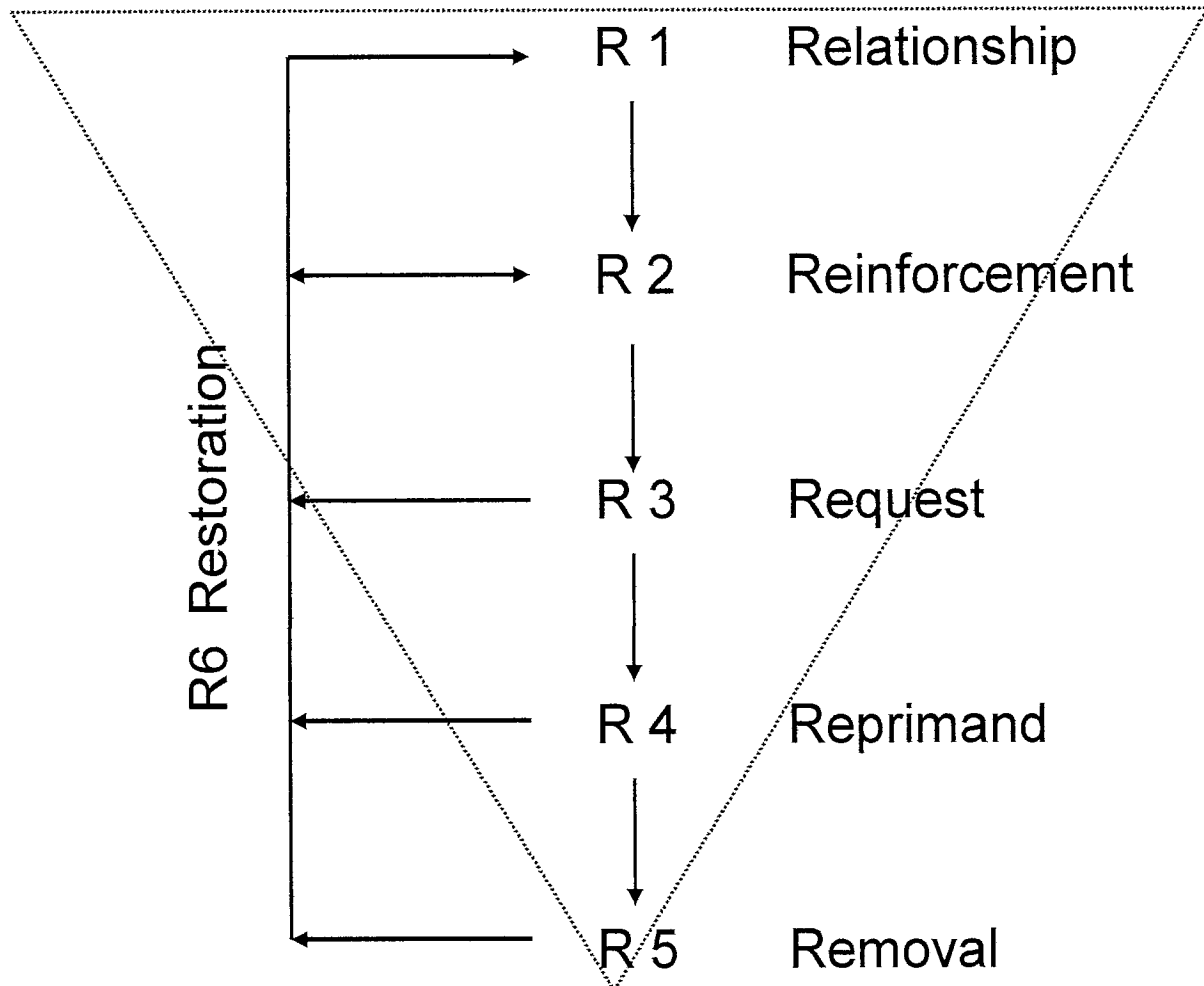 R 1 Relationship
R 2 Reinforcement
R 3 Request
R 4 Reprimand
R 5 Removal
R6 Restoration